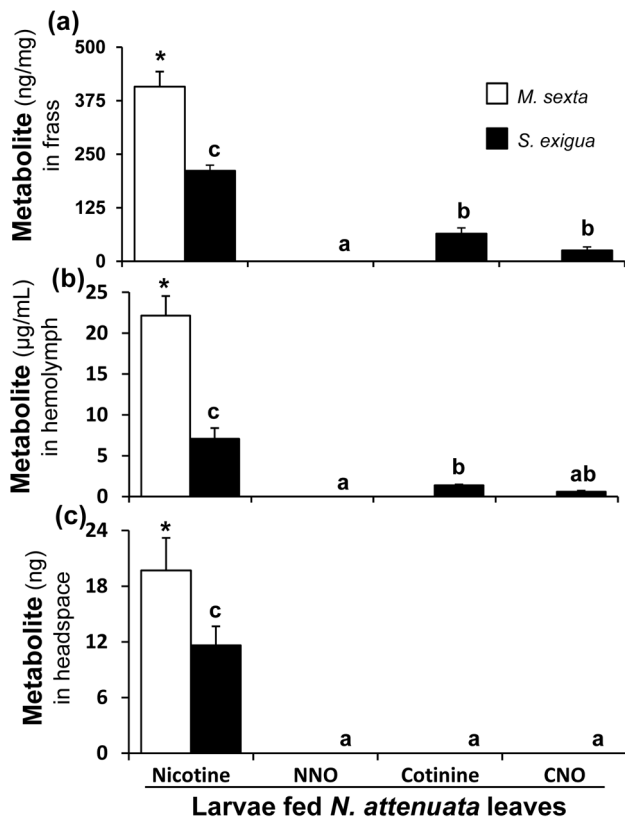 (a)
Metabolite (ng/mg)
in frass
500
375
250
125
0
*
c
a
b
b
M. sexta
S. exigua
(b)
Metabolite (µg/mL)
in hemolymph
25
20
15
10
5
0
*
c
a
b
ab
(c)
Metabolite (ng)
in headspace
24
18
12
6
0
*
c
a
a
a
Nicotine NNO Cotinine CNO
Larvae fed N. attenuata leaves